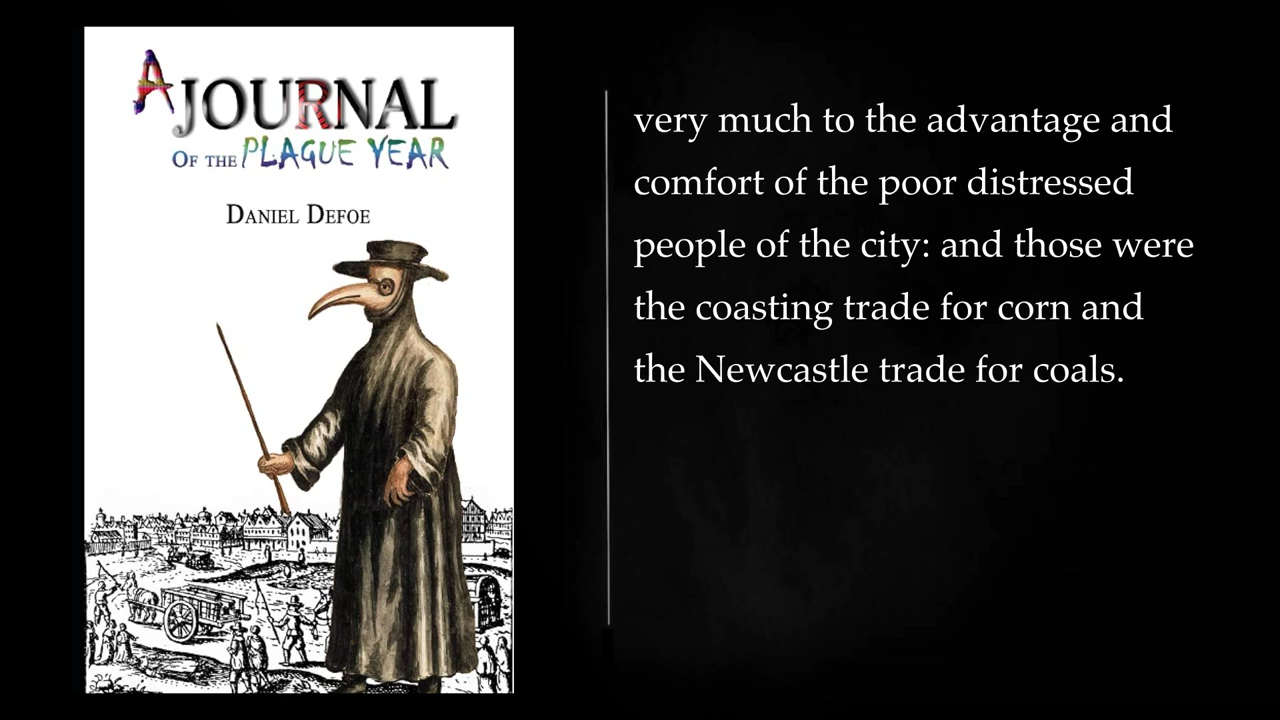 A JOURNAL
OF THE PLAGUE YEAR
DANIEL DEFOE
very much to the advantage and
comfort of the poor distressed
people of the city: and those were
the coasting trade for corn and
the Newcastle trade for coals.